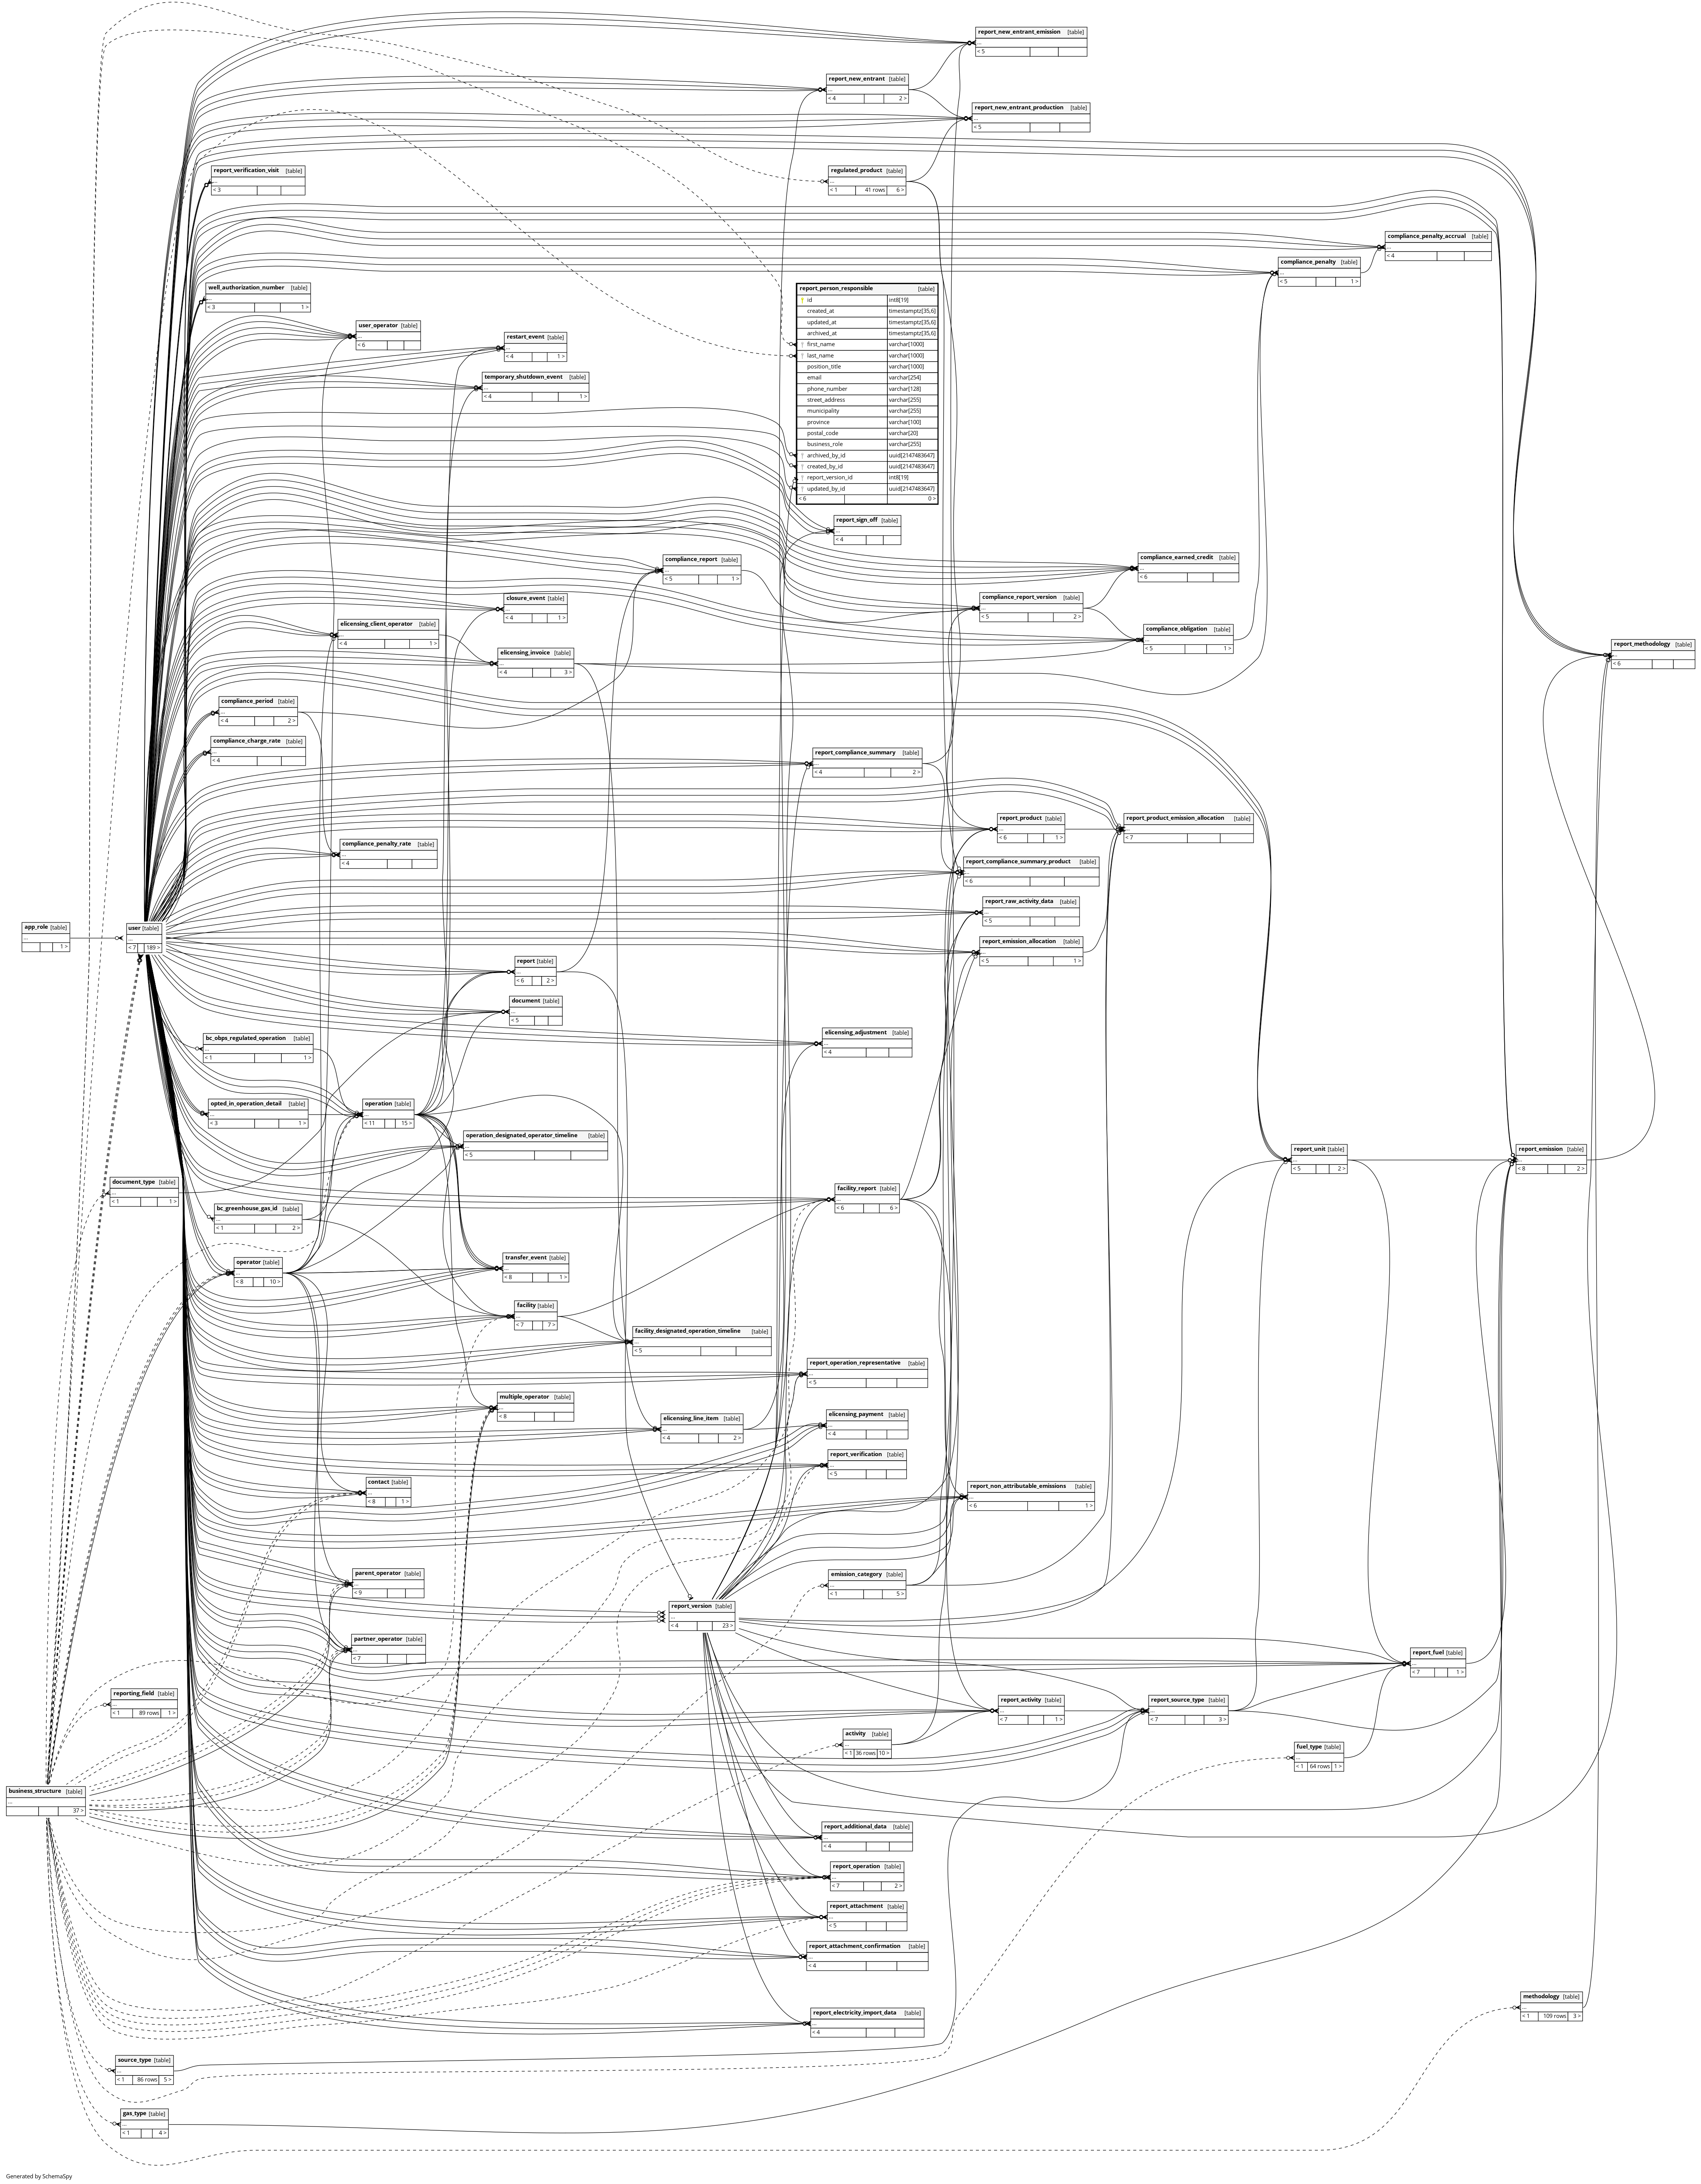 report_new_entrant_emission [table]
...
< 5
report_new_entrant [table]
...
< 4 2 >
report_new_entrant_production [table]
...
< 5
report_verification_visit [table]
...
< 3
regulated_product [table]
...
< 1 41 rows 6 >
compliance_penalty_accrual [table]
...
< 4
compliance_penalty [table]
...
< 5 1 >
well_authorization_number [table]
...
< 3 1 >
report_person_responsible [table]
id int8[19]
created_at timestamptz[35,6]
updated_at timestamptz[35,6]
archived_at timestamptz[35,6]
first_name varchar[1000]
last_name varchar[1000]
position_title varchar[1000]
email varchar[254]
phone_number varchar[128]
street_address varchar[255]
municipality varchar[255]
province varchar[100]
postal_code varchar[20]
business_role varchar[255]
archived_by_id uuid[2147483647]
created_by_id uuid[2147483647]
report_version_id int8[19]
updated_by_id uuid[2147483647]
< 6 0 >
user_operator [table]
...
< 6
restart_event [table]
...
< 4 1 >
temporary_shutdown_event [table]
...
< 4 1 >
report_sign_off [table]
...
< 4
compliance_report [table]
...
< 5 1 >
compliance_earned_credit [table]
...
< 6
closure_event [table]
...
< 4 1 >
compliance_report_version [table]
...
< 5 2 >
elicensing_client_operator [table]
...
< 4 1 >
compliance_obligation [table]
...
< 5 1 >
elicensing_invoice [table]
...
< 4 3 >
report_methodology [table]
...
< 6
compliance_period [table]
...
< 4 2 >
compliance_charge_rate [table]
...
< 4
report_compliance_summary [table]
...
< 4 2 >
report_product [table]
...
< 6 1 >
report_product_emission_allocation [table]
...
< 7
compliance_penalty_rate [table]
...
< 4
report_compliance_summary_product [table]
...
< 6
report_raw_activity_data [table]
...
< 5
app_role [table]
...
1 >
user [table]
...
< 7 189 >
report_emission_allocation [table]
...
< 5 1 >
report [table]
...
< 6 2 >
document [table]
...
< 5
bc_obps_regulated_operation [table]
...
< 1 1 >
elicensing_adjustment [table]
...
< 4
opted_in_operation_detail [table]
...
< 3 1 >
operation [table]
...
< 11 15 >
operation_designated_operator_timeline [table]
...
< 5
report_unit [table]
...
< 5 2 >
report_emission [table]
...
< 8 2 >
document_type [table]
...
< 1 1 >
facility_report [table]
...
< 6 6 >
bc_greenhouse_gas_id [table]
...
< 1 2 >
operator [table]
...
< 8 10 >
transfer_event [table]
...
< 8 1 >
facility [table]
...
< 7 7 >
facility_designated_operation_timeline [table]
...
< 5
report_operation_representative [table]
...
< 5
multiple_operator [table]
...
< 8
elicensing_line_item [table]
...
< 4 2 >
elicensing_payment [table]
...
< 4
report_verification [table]
...
< 5
contact [table]
...
< 8 1 >
report_non_attributable_emissions [table]
...
< 6 1 >
parent_operator [table]
...
< 9
emission_category [table]
...
< 1 5 >
report_version [table]
...
< 4 23 >
partner_operator [table]
...
< 7
report_fuel [table]
...
< 7 1 >
reporting_field [table]
...
< 1 89 rows 1 >
report_activity [table]
...
< 7 1 >
report_source_type [table]
...
< 7 3 >
activity [table]
...
< 1 36 rows 10 >
fuel_type [table]
...
< 1 64 rows 1 >
business_structure [table]
...
37 >
report_additional_data [table]
...
< 4
report_operation [table]
...
< 7 2 >
report_attachment [table]
...
< 5
report_attachment_confirmation [table]
...
< 4
methodology [table]
...
< 1 109 rows 3 >
report_electricity_import_data [table]
...
< 4
source_type [table]
...
< 1 86 rows 5 >
gas_type [table]
...
< 1 4 >
Generated by SchemaSpy